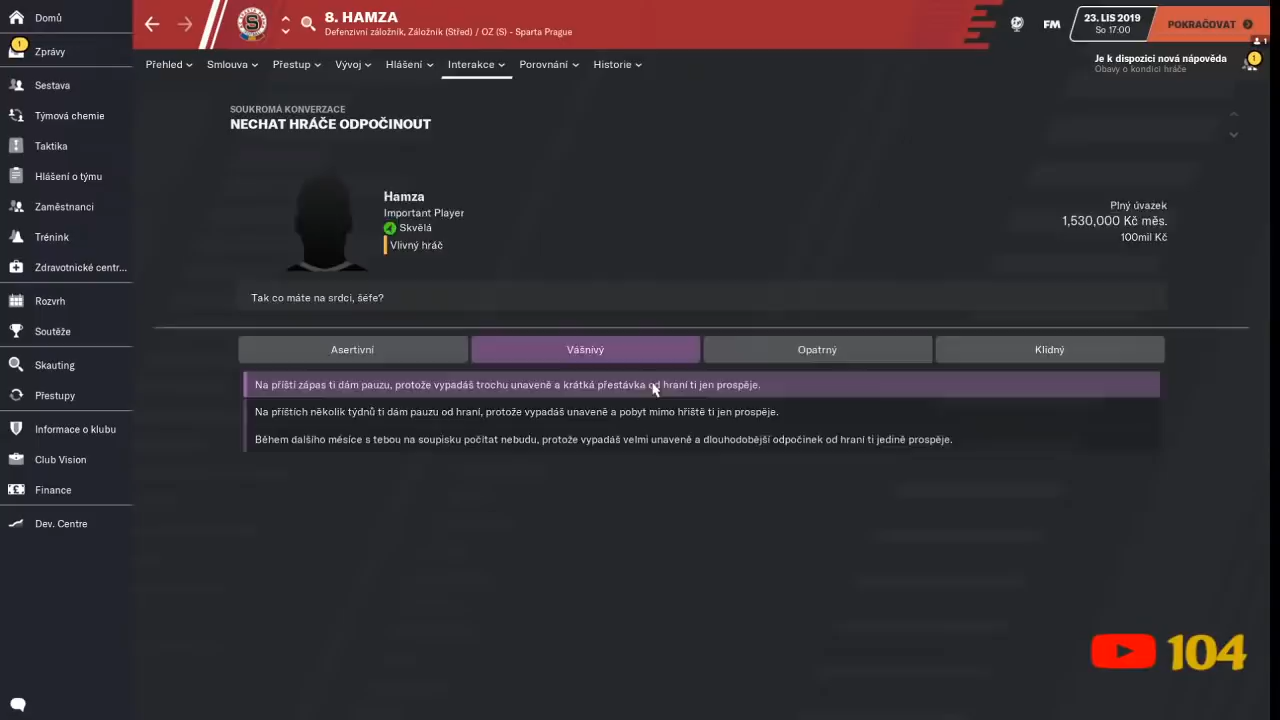 Domů
1
Zprávy
Sestava
Týmová chemie
Taktika
Hlášení o týmu
Zaměstnanci
Trénink
Zdravotnické centr...
Rozvrh
Soutěže
Skauting
Přestupy
Informace o klubu
Club Vision
Finance
Dev. Centre
8. HAMZA
Defenzivní záložník, Záložník (Střed) / OZ (S) - Sparta Prague
FM
23. LIS 2019
So 17:00
POKRAČOVAT
1
Přehled
Smlouva
Přestup
Vývoj
Hlášení
Interakce
Porovnání
Historie
Je k dispozici nová nápověda
Obavy o kondici hráče
1
SOUKROMÁ KONVERZACE
NECHAT HRÁČE ODPOČINOUT
Hamza
Important Player
Skvělá
Vlivný hráč
Plný úvazek
1,530,000 Kč měs.
100mil Kč
Tak co máte na srdci, šéfe?
Asertivní
Vášnivý
Opatrný
Klidný
Na příští zápas ti dám pauzu, protože vypadáš trochu unaveně a krátká přestávka od hraní ti jen prospěje.
Na příštích několik týdnů ti dám pauzu od hraní, protože vypadáš unaveně a pobyt mimo hřiště ti jen prospěje.
Během dalšího měsíce s tebou na soupisku počítat nebudu, protože vypadáš velmi unaveně a dlouhodobější odpočinek od hraní ti jedině prospěje.
104